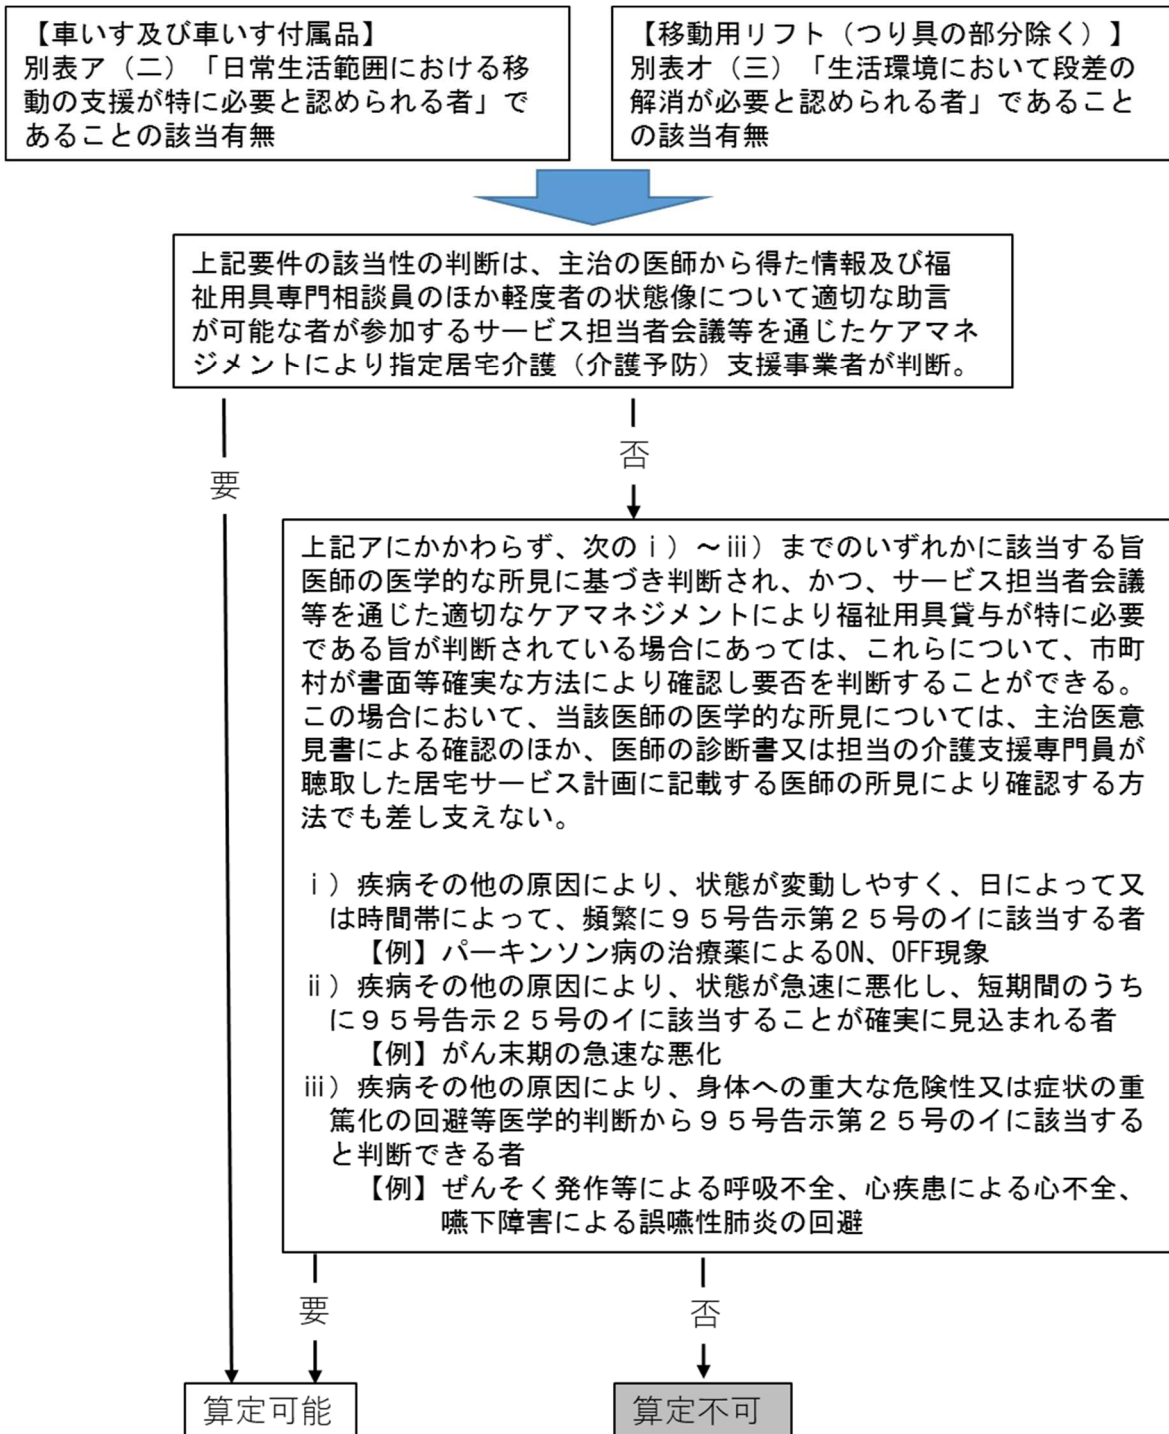 【車いす及び車いす付属品】
別表ア（二）「日常生活範囲における移
動の支援が特に必要と認められる者」で
あることの該当有無
【移動用リフト（つり具の部分除く）】
別表オ（三）「生活環境において段差の
解消が必要と認められる者」であること
の該当有無
上記要件の該当性の判断は、主治の医師から得た情報及び福
祉用具専門相談員のほか軽度者の状態像について適切な助言
が可能な者が参加するサービス担当者会議等を通じたケアマネ
ジメントにより指定居宅介護（介護予防）支援事業者が判断。
要
否
上記アにかかわらず、次のⅰ）～ⅲ）までのいずれかに該当する旨
医師の医学的な所見に基づき判断され、かつ、サービス担当者会議
等を通じた適切なケアマネジメントにより福祉用具貸与が特に必要
である旨が判断されている場合にあっては、これらについて、市町
村が書面等確実な方法により確認し要否を判断することができる。
この場合において、当該医師の医学的な所見については、主治医意
見書による確認のほか、医師の診断書又は担当の介護支援専門員が
聴取した居宅サービス計画に記載する医師の所見により確認する方
法でも差し支えない。
ⅰ）疾病その他の原因により、状態が変動しやすく、日によって又
は時間帯によって、頻繁に９５号告示第２５号のイに該当する者
【例】パーキンソン病の治療薬によるON、OFF現象
ⅱ）疾病その他の原因により、状態が急速に悪化し、短期間のうち
に９５号告示２５号のイに該当することが確実に見込まれる者
【例】がん末期の急速な悪化
ⅲ）疾病その他の原因により、身体への重大な危険性又は症状の重
篤化の回避等医学的判断から９５号告示第２５号のイに該当する
と判断できる者
【例】ぜんそく発作等による呼吸不全、心疾患による心不全、
嚥下障害による誤嚥性肺炎の回避
要
否
算定可能
算定不可